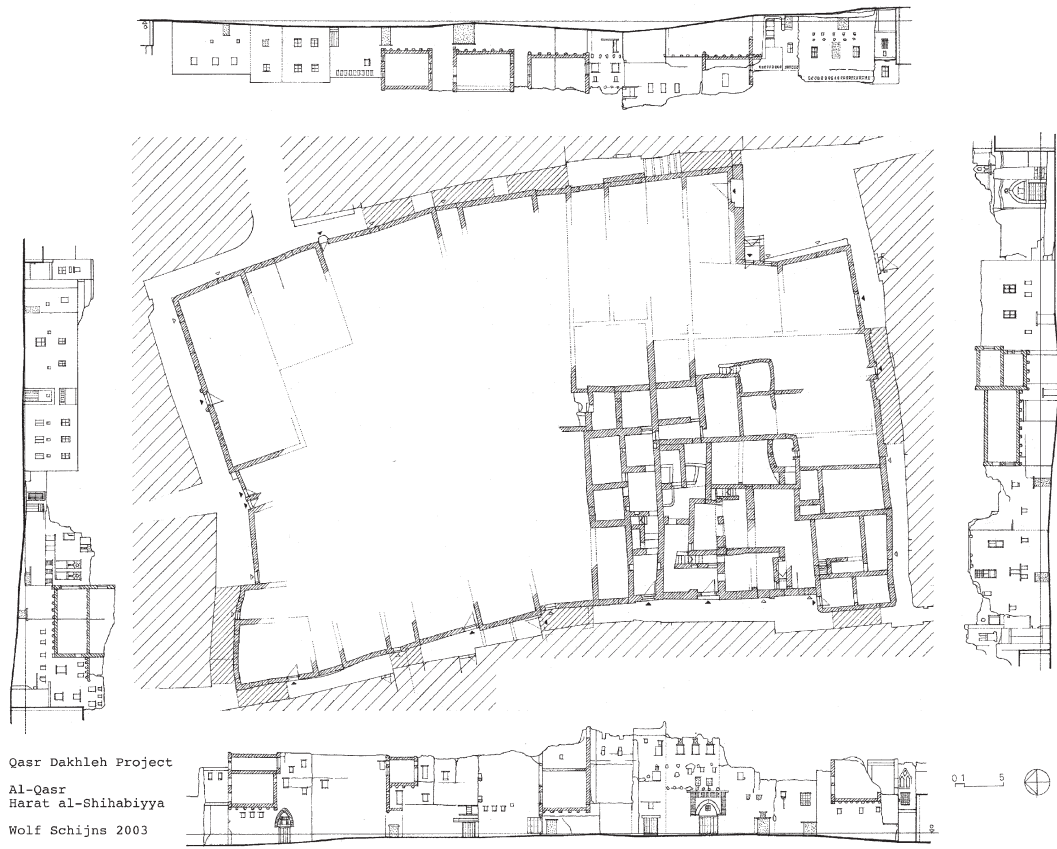 Qasr Dakhleh Project
Al-Qasr
Harat al-Shihabiyya
Wolf Schijns 2003
0 1 5